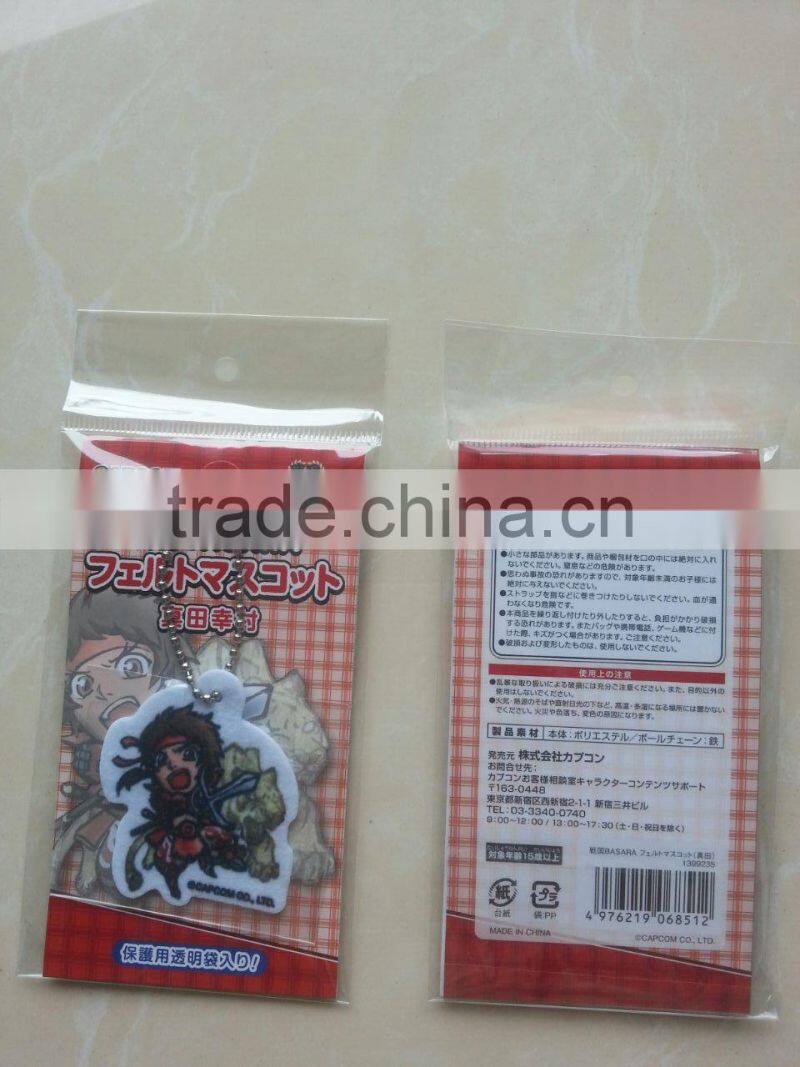 trade.china.cn
フェルトマスコット
真田幸村
©CAPCOM CO., LTD.
保護用透明袋入り!
●小さな部品があります。商品や梱包材を口の中には絶対に入れ
ないでください。窒息などの危険があります。
●思わぬ事故の恐れがありますので、対象年齢未満のお子様には
絶対に与えないでください。
●ストラップを指などに巻きつけたりしないでください。血が通
わなくなり危険です。
●本商品を繰り返し付けたり外したりすると、負担がかかり破損
する恐れがあります。またバッグや携帯電話、ゲーム機などに付
けた際、キズがつく場合があります。ご注意ください。
●破損および変形したものは、使用しないでください。
使用上の注意
●乱暴な取り扱いによる破損には充分ご注意ください。また、目的以外の
使用はしないでください。
●火気・熱源のそばや直射日光の下など、高温・多湿になる場所には置かない
でください。火災や色落ち、変色の原因になります。
製品素材 本体:ポリエステル/ボールチェーン:鉄
発売元 株式会社カプコン
お問合せ先:
カプコンお客様相談室キャラクターコンテンツサポート
〒163-0448
東京都新宿区西新宿2-1-1 新宿三井ビル
TEL:03-3340-0740
9:00~12:00 / 13:00~17:30 (土・日・祝日を除く)
対象年齢15歳以上
戦国BASARA フェルトマスコット(真田)
1399235
紙 プラ
台紙 袋:PP
4 976219 068512
MADE IN CHINA
©CAPCOM CO., LTD.